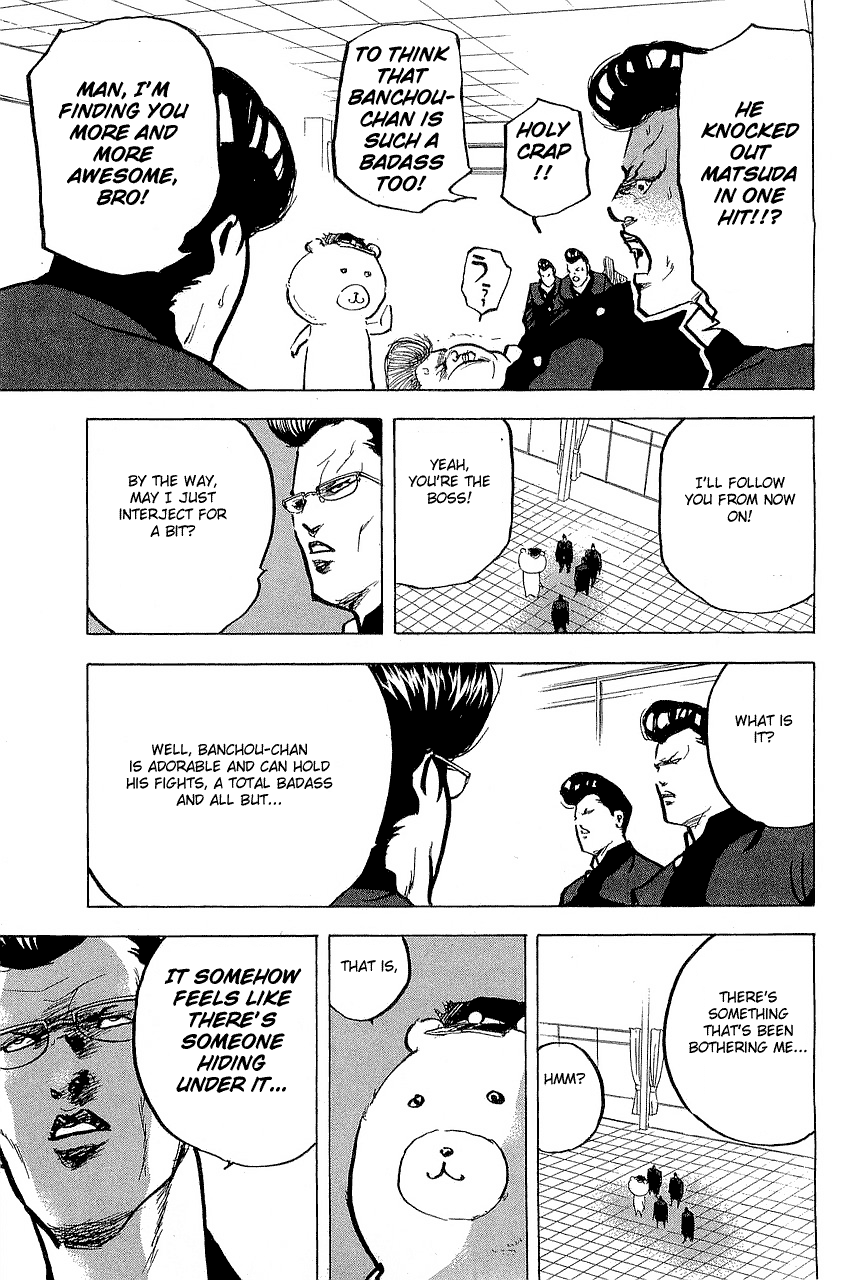 HE
KNOCKED
OUT
MATSUDA
IN ONE
HIT!!?
HOLY
CRAP
!!
TO THINK
THAT
BANCHOU-
CHAN IS
SUCH A
BADASS
TOO!
MAN, I'M
FINDING YOU
MORE AND
MORE
AWESOME,
BRO!
I'LL FOLLOW
YOU FROM NOW
ON!
YEAH,
YOU'RE THE
BOSS!
BY THE WAY,
MAY I JUST
INTERJECT FOR
A BIT?
WHAT IS
IT?
WELL, BANCHOU-CHAN
IS ADORABLE AND CAN HOLD
HIS FIGHTS, A TOTAL BADASS
AND ALL BUT...
THERE'S
SOMETHING
THAT'S BEEN
BOTHERING ME...
HMM?
THAT IS,
IT SOMEHOW
FEELS LIKE
THERE'S
SOMEONE
HIDING
UNDER IT...